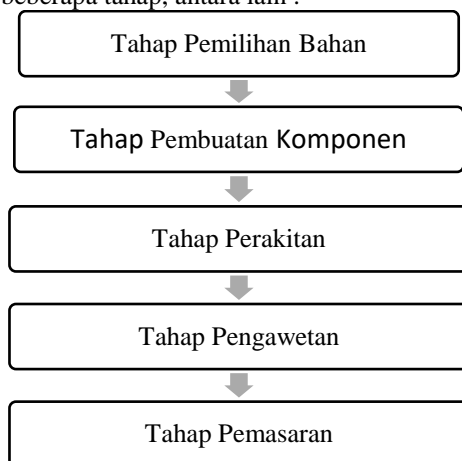 beberapa tahap, antara lain :
Tahap Pemilihan Bahan
Tahap Pembuatan Komponen
Tahap Perakitan
Tahap Pengawetan
Tahap Pemasaran